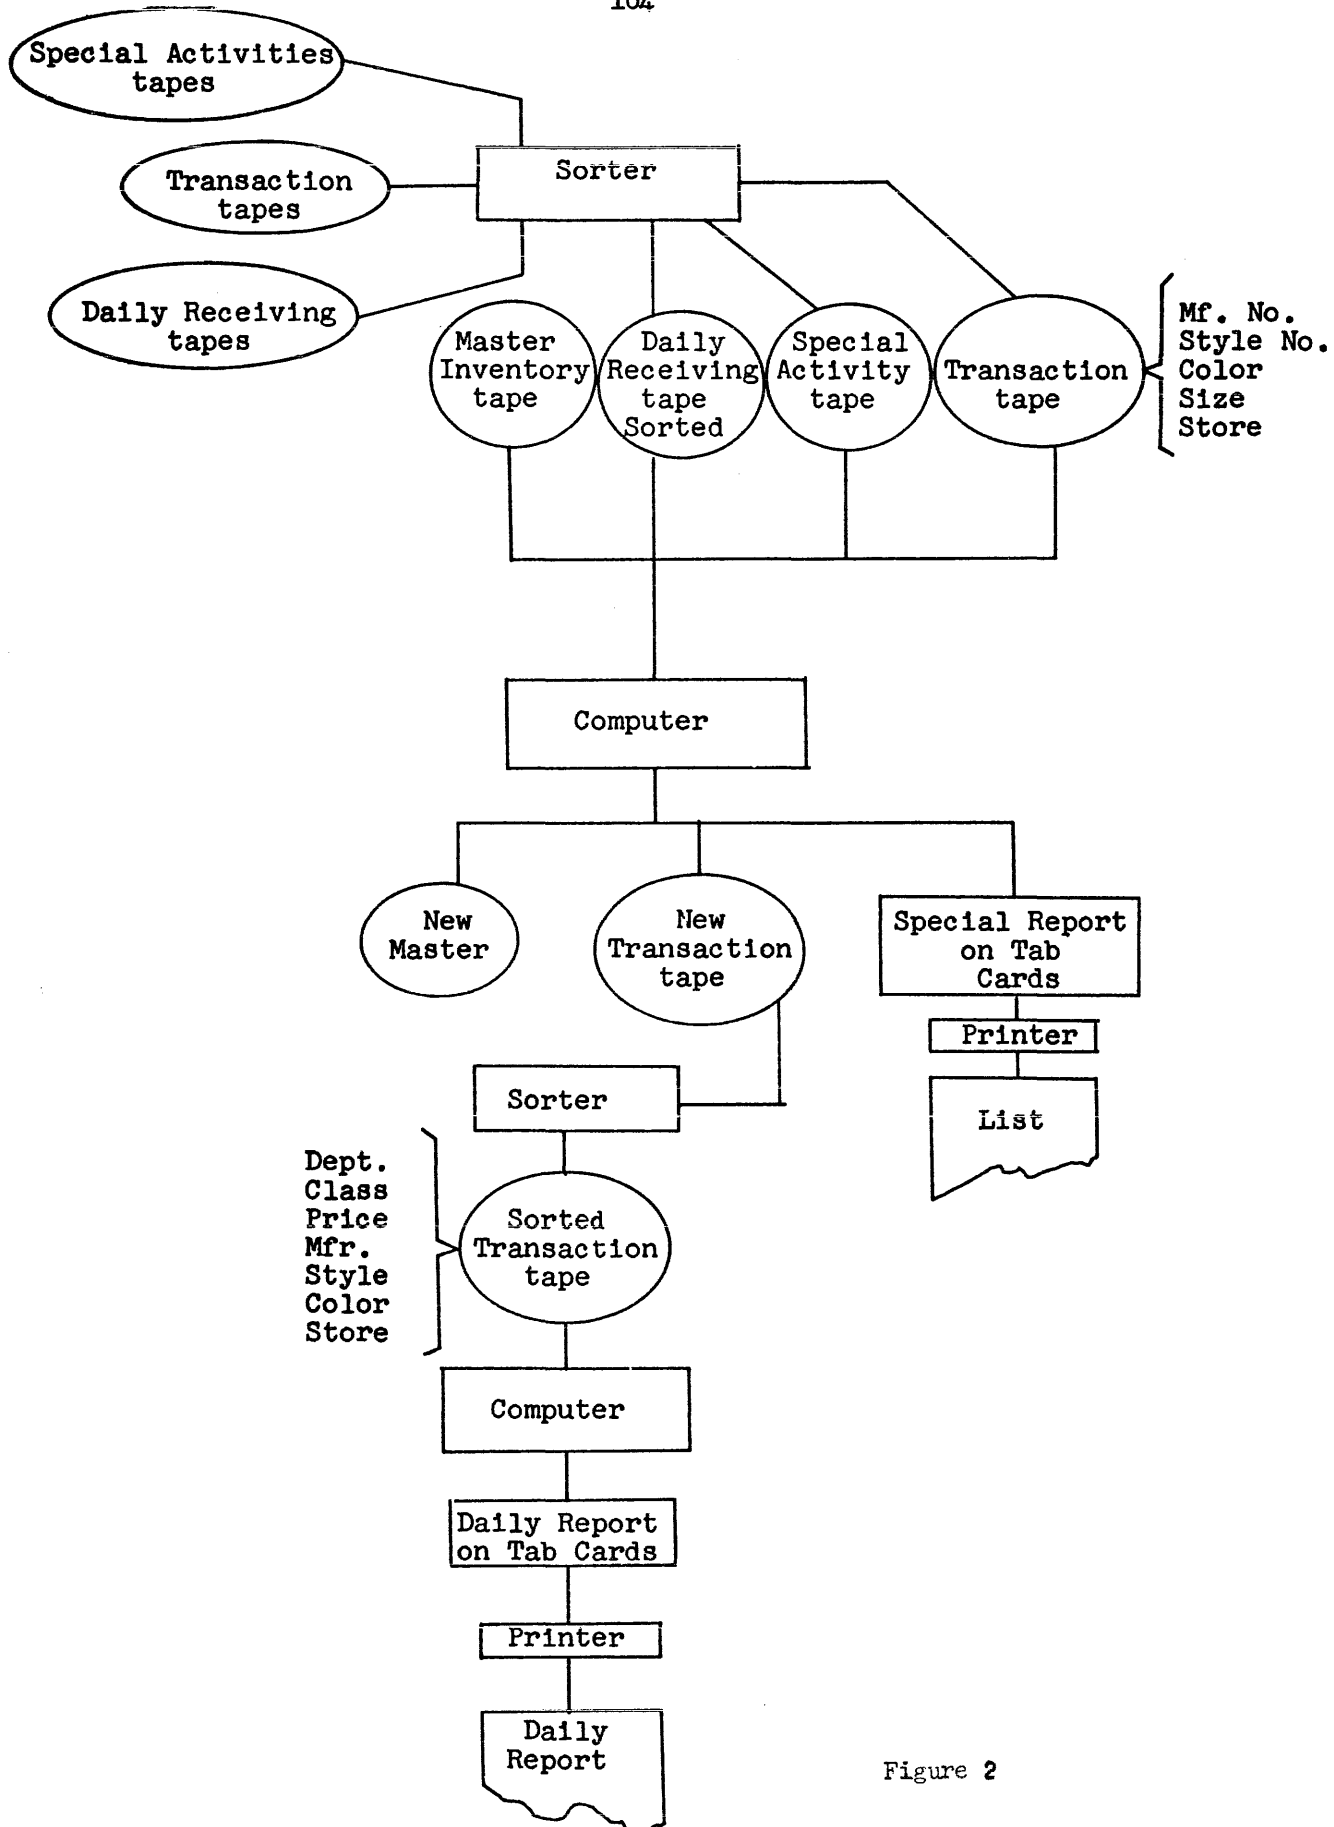 104
Special Activities
tapes
Sorter
Transaction
tapes
Daily Receiving
tapes
Master
Inventory
tape
Daily
Receiving
tape
Sorted
Special
Activity
tape
Transaction
tape
Mf. No.
Style No.
Color
Size
Store
Computer
New
Master
New
Transaction
tape
Special Report
on Tab
Cards
Printer
List
Sorter
Dept.
Class
Price
Mfr.
Style
Color
Store
Sorted
Transaction
tape
Computer
Daily Report
on Tab Cards
Printer
Daily
Report
Figure 2